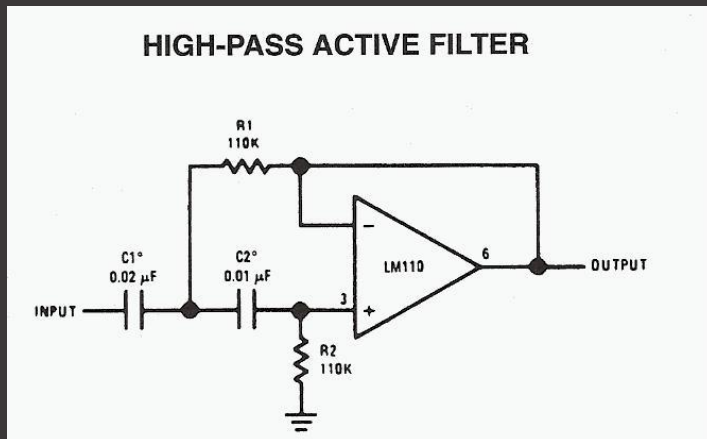 HIGH-PASS ACTIVE FILTER
R1
110K
C1°
0.02 µF
C2°
0.01 µF
INPUT
−
LM110
3
+
6
OUTPUT
R2
110K